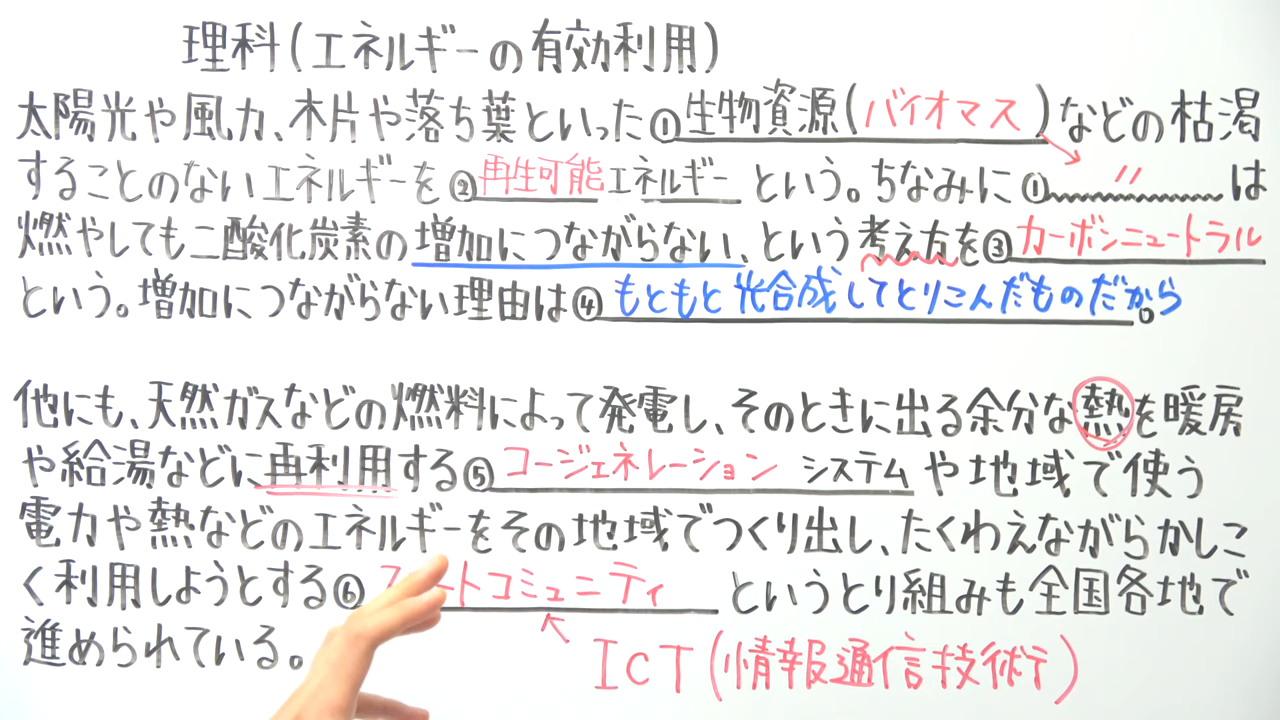 理科(エネルギーの有効利用)
太陽光や風力、木片や落ち葉といった①生物資源(バイオマス)などの枯渇
することのないエネルギーを②再生可能エネルギーという。ちなみに①〃は
燃やしても二酸化炭素の増加につながらない、という考え方を③カーボンニュートラル
という。増加につながらない理由は④もともと光合成してとりこんだものだから。
他にも、天然ガスなどの燃料によって発電し、そのときに出る余分な熱を暖房
や給湯などに再利用する⑤コージェネレーションシステムや地域で使う
電力や熱などのエネルギーをその地域でつくり出し、たくわえながらかしこ
く利用しようとする⑥ートコミュニティというとり組みも全国各地で
進められている。
ICT(情報通信技術)